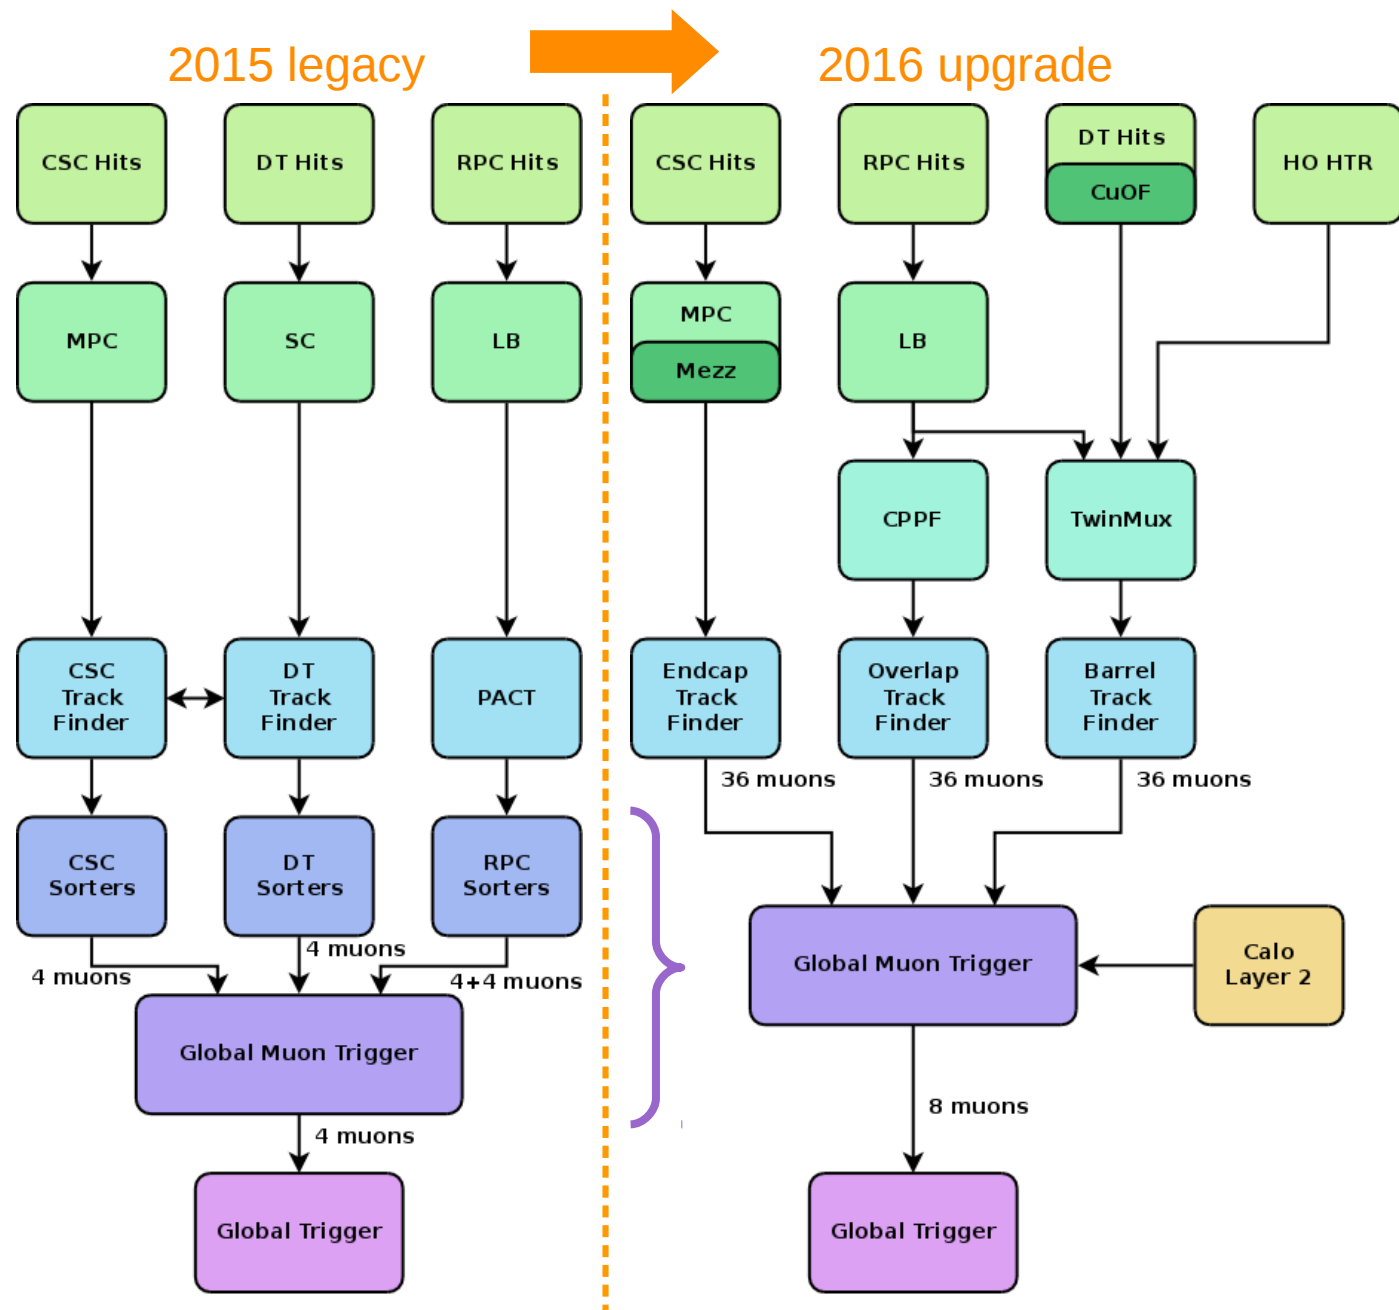 2015 legacy
CSC Hits
DT Hits
RPC Hits
MPC
SC
LB
CSC
Track
Finder
DT
Track
Finder
PACT
CSC
Sorters
DT
Sorters
RPC
Sorters
4 muons
4 muons
4+4 muons
Global Muon Trigger
4 muons
Global Trigger
2016 upgrade
CSC Hits
RPC Hits
DT Hits
CuOF
HO HTR
MPC
Mezz
LB
CPPF
TwinMux
Endcap
Track
Finder
Overlap
Track
Finder
Barrel
Track
Finder
36 muons
36 muons
36 muons
Global Muon Trigger
Calo
Layer 2
8 muons
Global Trigger